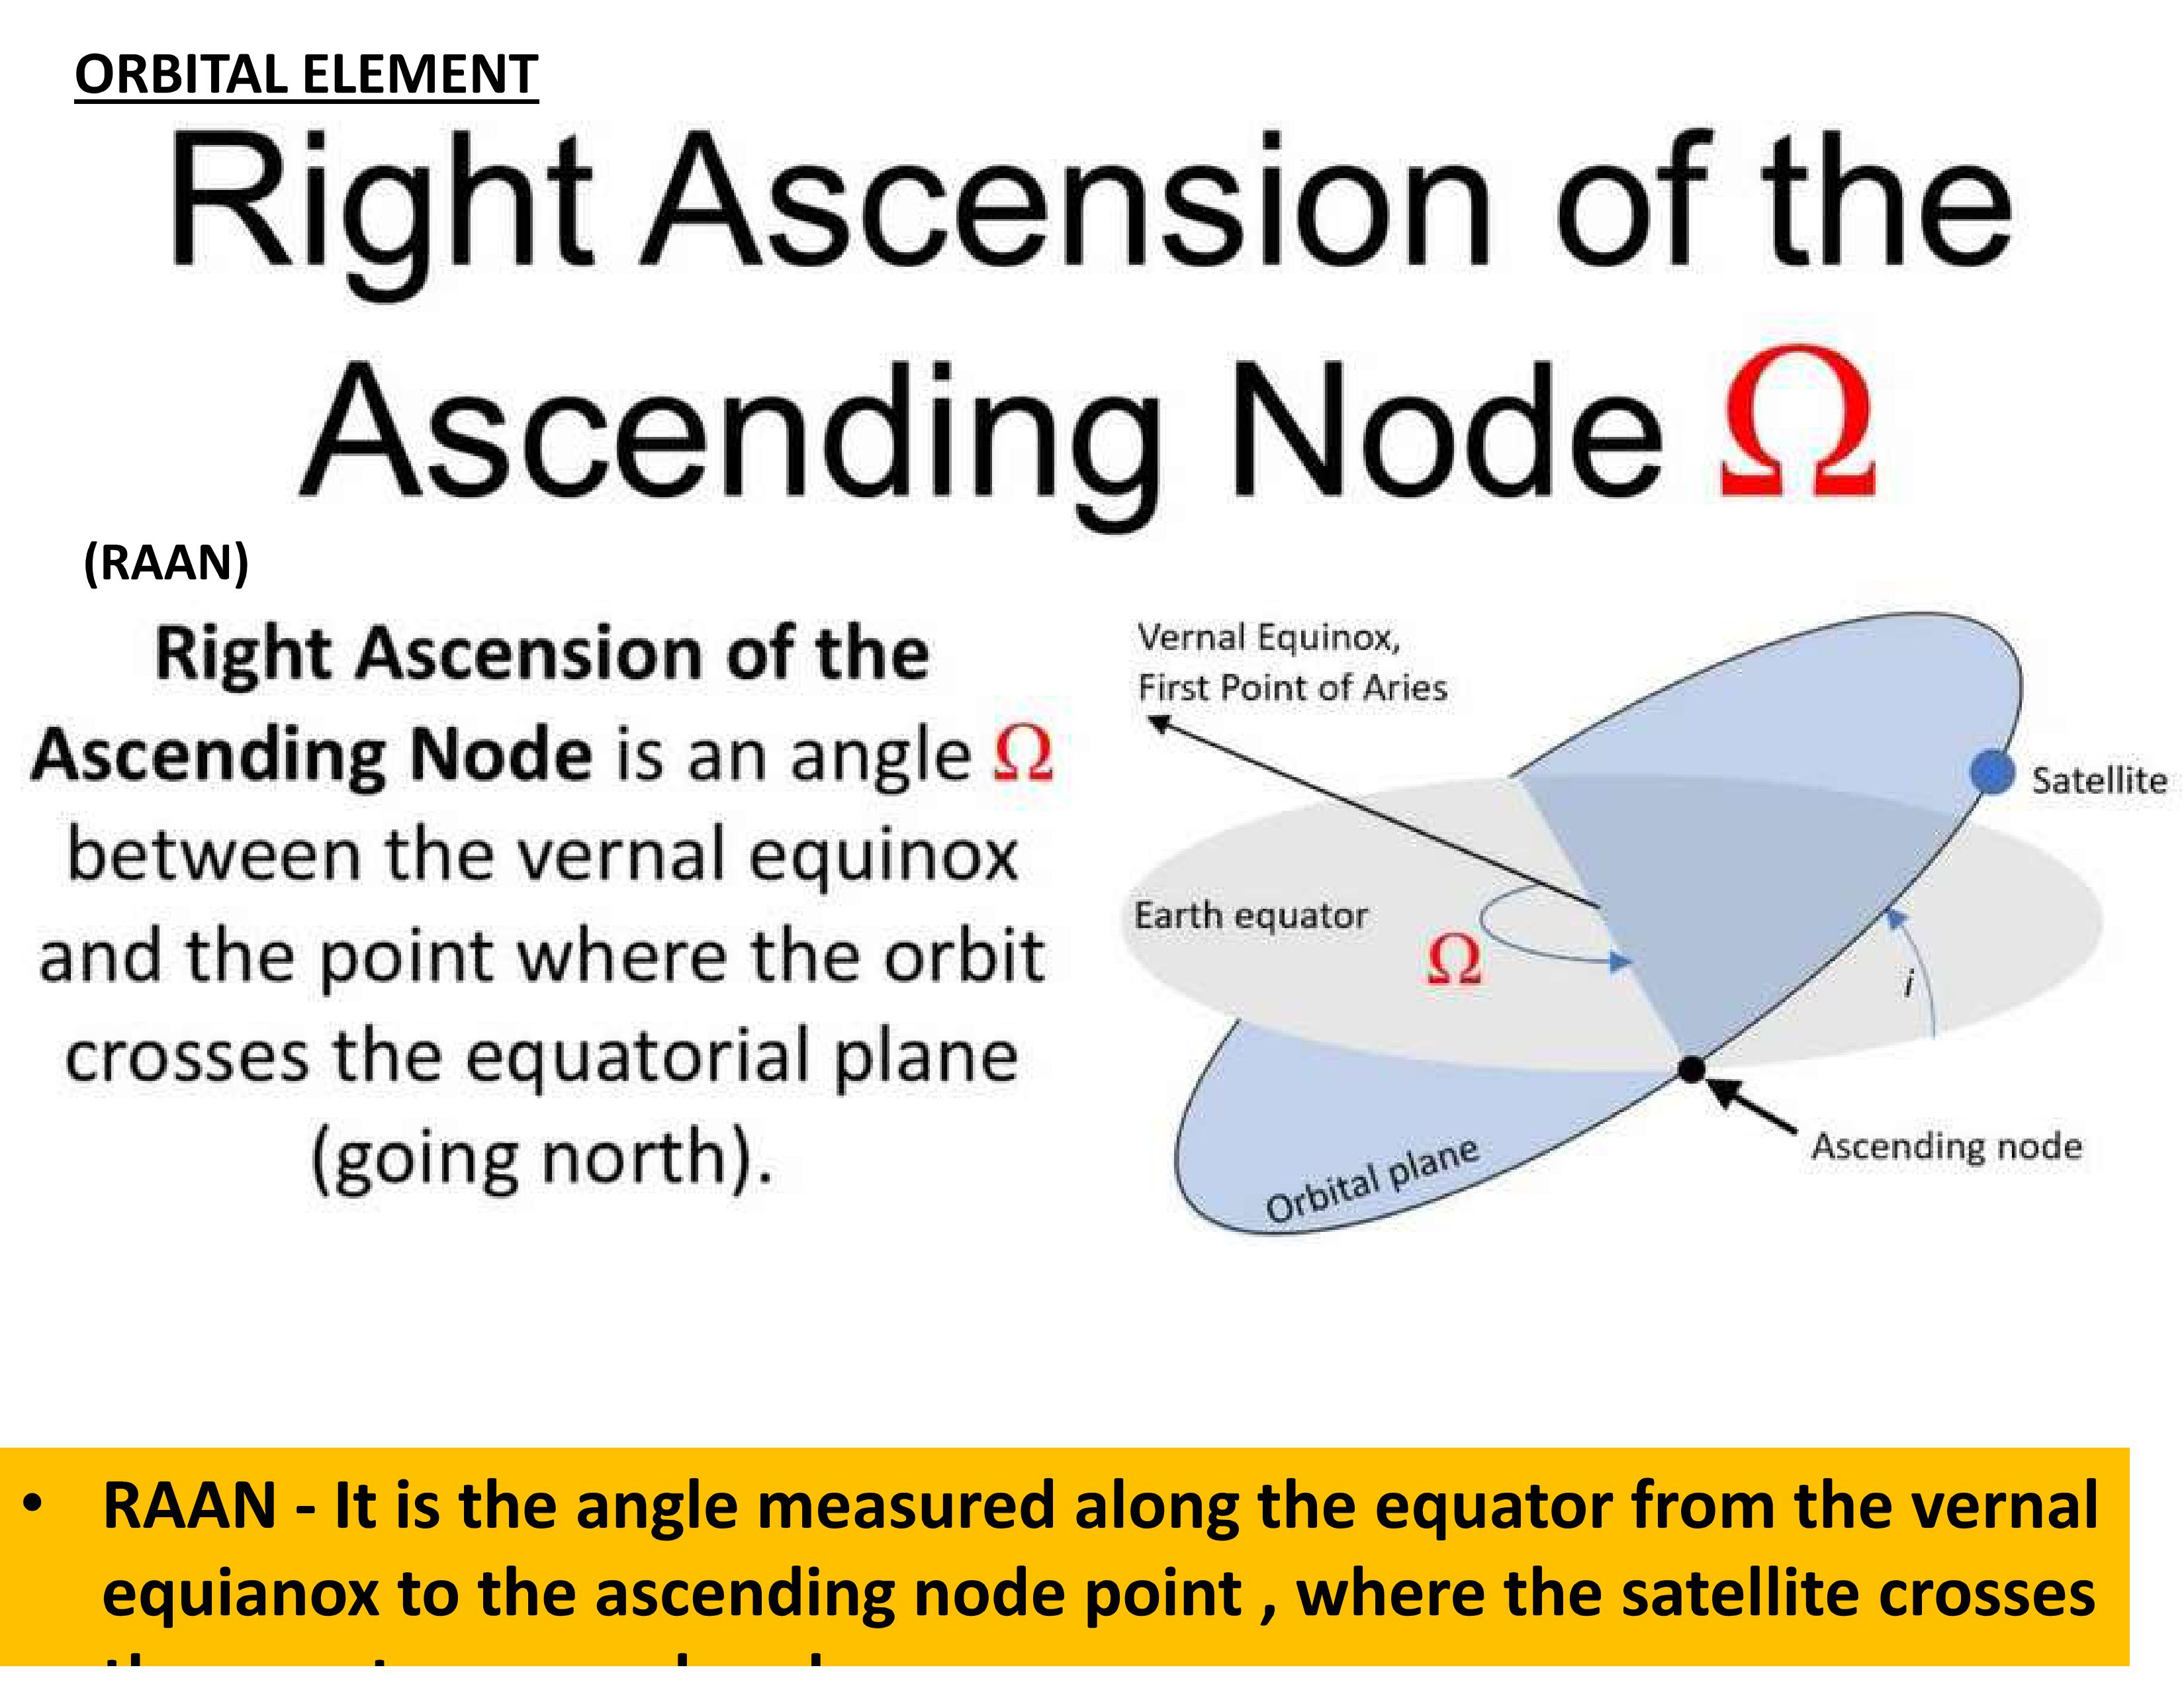 ORBITAL ELEMENT
Right Ascension of the
Ascending Node Ω
(RAAN)
Right Ascension of the
Ascending Node is an angle Ω
between the vernal equinox
and the point where the orbit
crosses the equatorial plane
(going north).
Vernal Equinox,
First Point of Aries
Satellite
Earth equator
Ω
i
Ascending node
Orbital plane
• RAAN - It is the angle measured along the equator from the vernal
equianox to the ascending node point , where the satellite crosses